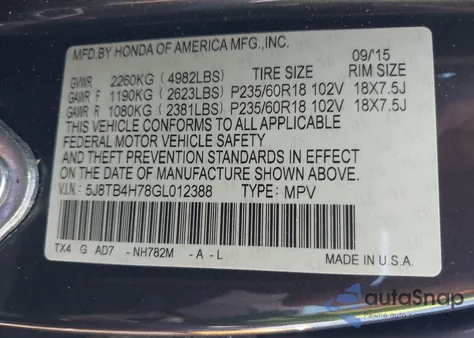 MFD.BY HONDA OF AMERICA MFG.,INC.
09/'15
GVWR 2260KG (4982LBS) TIRE SIZE RIM SIZE
GAWR F 1190KG (2623LBS) P235/60R18 102V 18X7.5J
GAWR R 1080KG (2381LBS) P235/60R18 102V 18X7.5J
THIS VEHICLE CONFORMS TO ALL APPLICABLE
FEDERAL MOTOR VEHICLE SAFETY
AND THEFT PREVENTION STANDARDS IN EFFECT
ON THE DATE OF MANUFACTURE SHOWN ABOVE.
V.I.N.: 5J8TB4H78GL012388 TYPE: MPV
TX4 G AD7 -NH782M -A-L
MADE IN U.S.A.
autoSnap